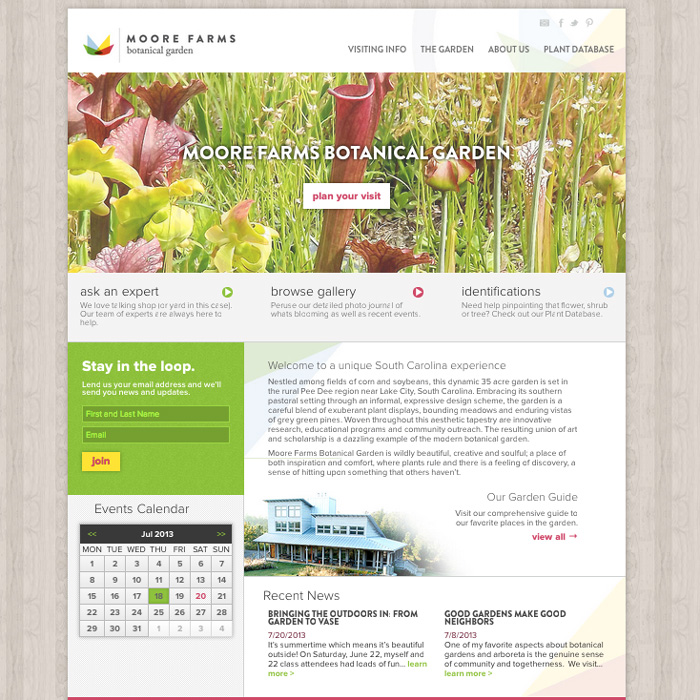 MOORE FARMS
botanical garden
VISITING INFO THE GARDEN ABOUT US PLANT DATABASE
MOORE FARMS BOTANICAL GARDEN
plan your visit
ask an expert
We love talking shop (or yard in this case).
Our team of experts are always here to
help.
browse gallery
Peruse our detailed photo journal of
whats blooming as well as recent events.
identifications
Need help pinpointing that flower, shrub
or tree? Check out our Plant Database.
Stay in the loop.
Lend us your email address and we'll
send you news and updates.
First and Last Name
Email
join
Welcome to a unique South Carolina experience
Nestled among fields of corn and soybeans, this dynamic 35 acre garden is set in
the rural Pee Dee region near Lake City, South Carolina. Embracing its southern
pastoral setting through an informal, expressive design scheme, the garden is a
careful blend of exuberant plant displays, bounding meadows and enduring vistas
of grey green pines. Woven throughout this aesthetic tapestry are innovative
research, educational programs and community outreach. The resulting union of art
and scholarship is a dazzling example of the modern botanical garden.
Moore Farms Botanical Garden is wildly beautiful, creative and soulful; a place of
both inspiration and comfort, where plants rule and there is a feeling of discovery, a
sense of hitting upon something that others haven't.
Our Garden Guide
Visit our comprehensive guide to
our favorite places in the garden.
view all →
Events Calendar
<< Jul 2013 >>
MON TUE WED THU FRI SAT SUN
1 2 3 4 5 6 7
8 9 10 11 12 13 14
15 16 17 18 19 20 21
22 23 24 25 26 27 28
29 30 31 1 2 3 4
Recent News
BRINGING THE OUTDOORS IN: FROM
GARDEN TO VASE
7/20/2013
It's summertime which means it's beautiful
outside! On Saturday, June 22, myself and
22 class attendees had loads of fun... learn
more >
GOOD GARDENS MAKE GOOD
NEIGHBORS
7/8/2013
One of my favorite aspects about botanical
gardens and arboreta is the genuine sense
of community and togetherness. We visit...
learn more >